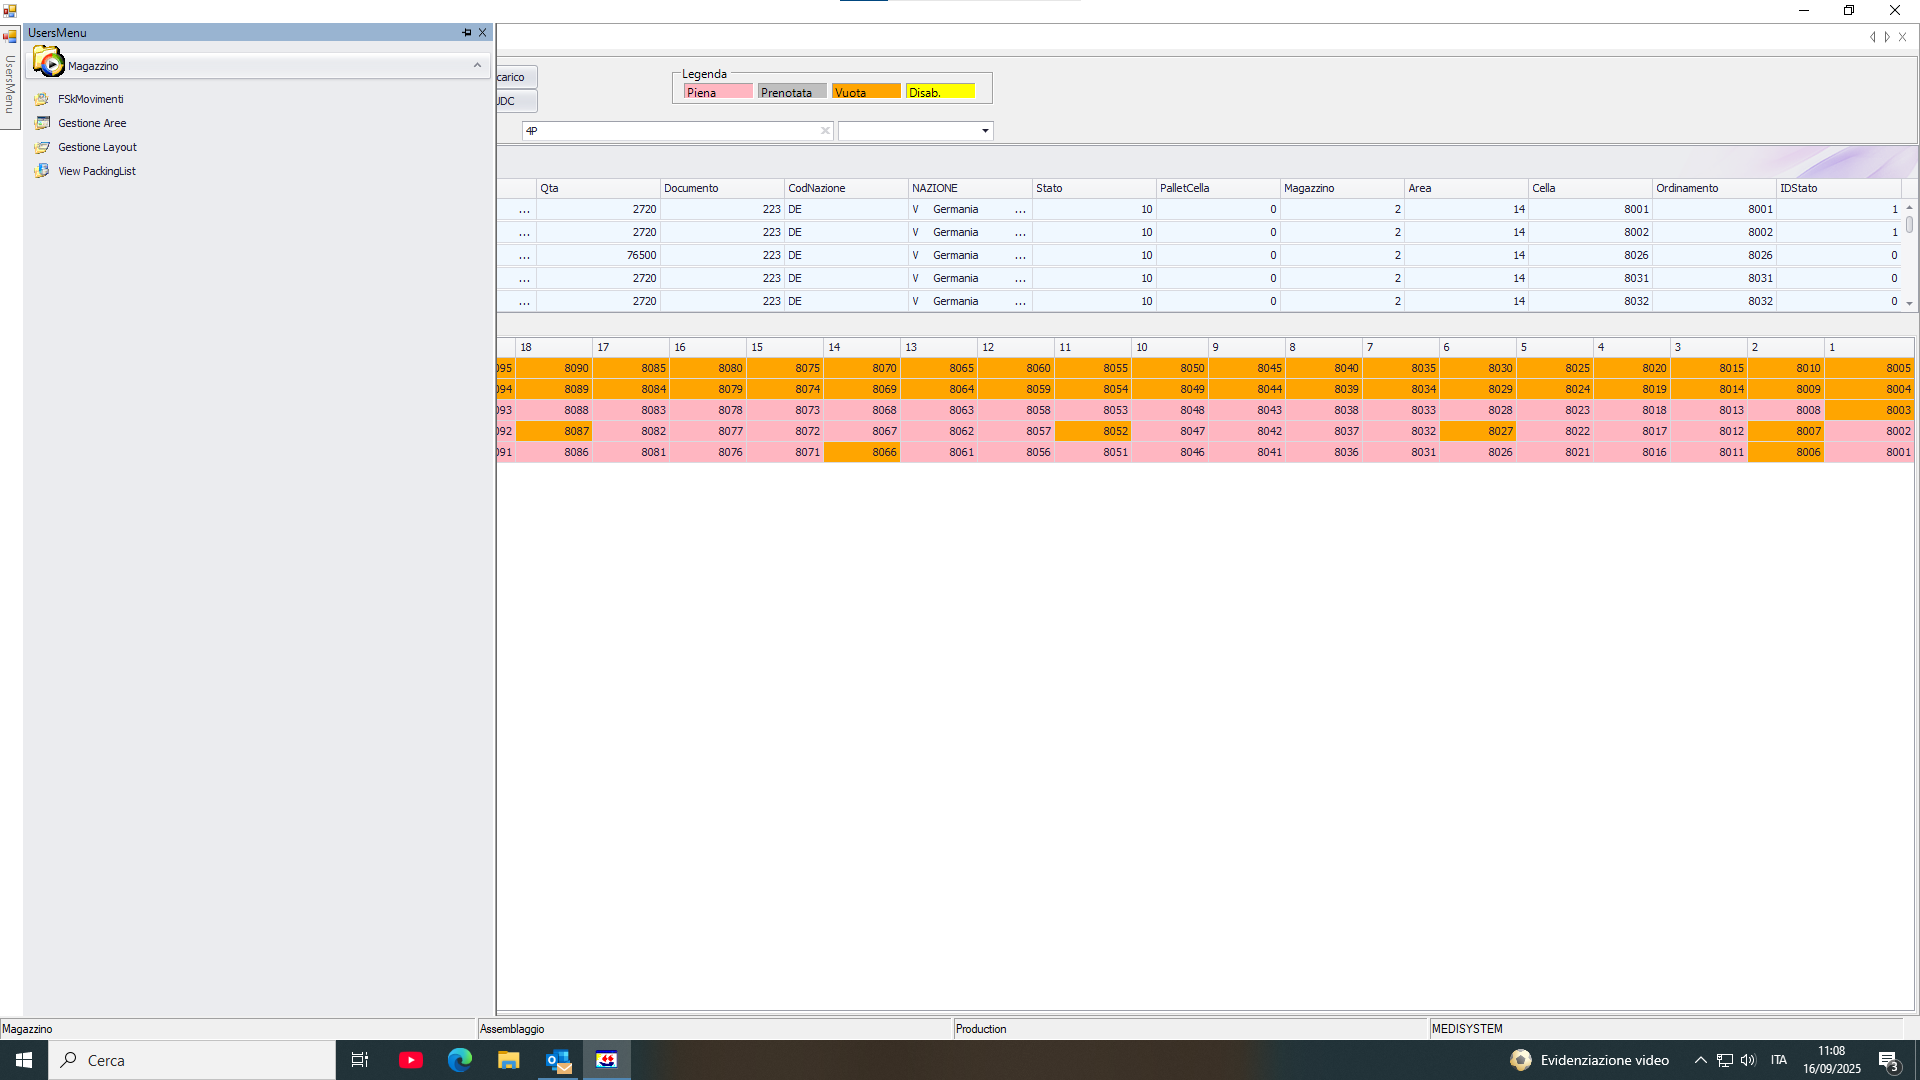 UsersMenu
UsersMenu
Magazzino
FSkMovimenti
Gestione Aree
Gestione Layout
View PackingList
carico
Legenda
Piena Prenotata Vuota Disab.
4P
Qta Documento CodNazione NAZIONE Stato PalletCella Magazzino Area Cella Ordinamento IDStato
... 2720 223 DE V Germania ... 10 0 2 14 8001 8001 1
... 2720 223 DE V Germania ... 10 0 2 14 8002 8002 1
... 76500 223 DE V Germania ... 10 0 2 14 8026 8026 0
... 2720 223 DE V Germania ... 10 0 2 14 8031 8031 0
... 2720 223 DE V Germania ... 10 0 2 14 8032 8032 0
18 17 16 15 14 13 12 11 10 9 8 7 6 5 4 3 2 1
095 8090 8085 8080 8075 8070 8065 8060 8055 8050 8045 8040 8035 8030 8025 8020 8015 8010 8005
094 8089 8084 8079 8074 8069 8064 8059 8054 8049 8044 8039 8034 8029 8024 8019 8014 8009 8004
093 8088 8083 8078 8073 8068 8063 8058 8053 8048 8043 8038 8033 8028 8023 8018 8013 8008 8003
092 8087 8082 8077 8072 8067 8062 8057 8052 8047 8042 8037 8032 8027 8022 8017 8012 8007 8002
091 8086 8081 8076 8071 8066 8061 8056 8051 8046 8041 8036 8031 8026 8021 8016 8011 8006 8001
Magazzino Assemblaggio Production MEDISYSTEM
Cerca
Evidenziazione video
ITA
11:08
16/09/2025
3